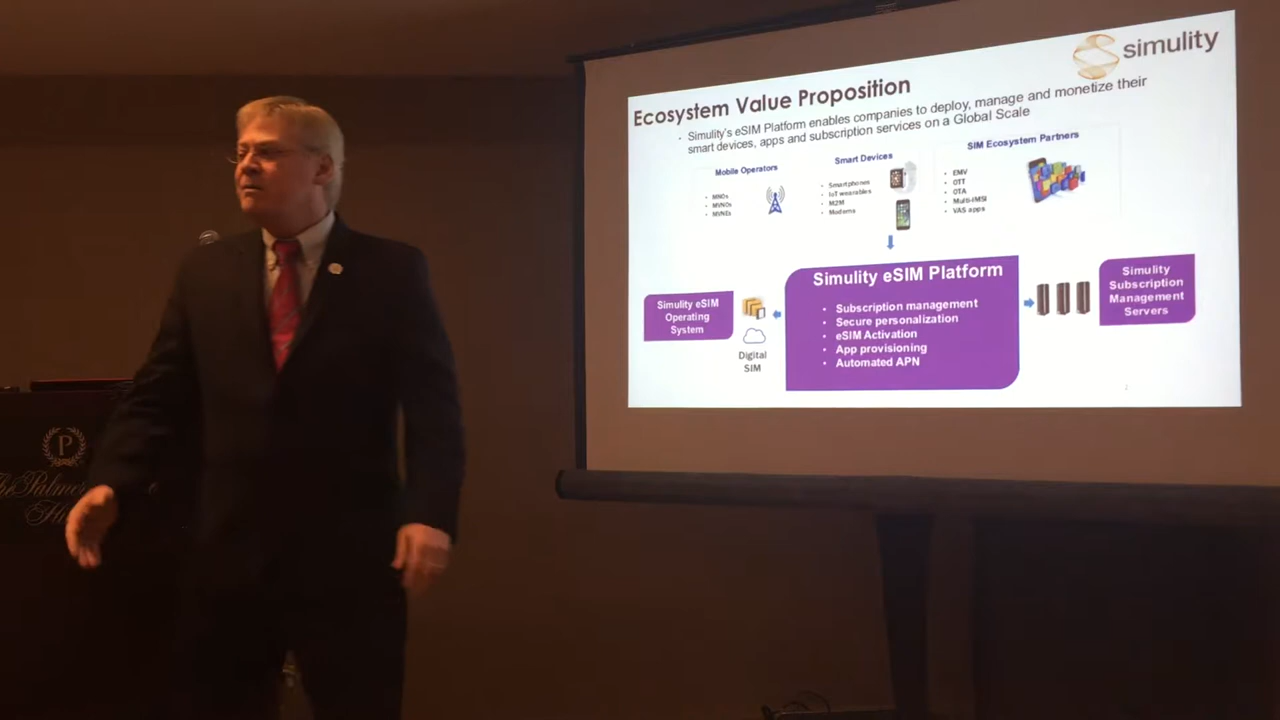 simulity
Ecosystem Value Proposition
• Simulity's eSIM Platform enables companies to deploy, manage and monetize their
smart devices, apps and subscription services on a Global Scale
Mobile Operators
• MNOs
• MVNOs
• MVNEs
Smart Devices
• Smartphones
• IoT wearables
• M2M
• Modems
SIM Ecosystem Partners
• EMV
• OTT
• OTA
• Multi-IMSI
• VAS apps
Simulity eSIM
Operating
System
Digital
SIM
Simulity eSIM Platform
• Subscription management
• Secure personalization
• eSIM Activation
• App provisioning
• Automated APN
Simulity
Subscription
Management
Servers
2
P